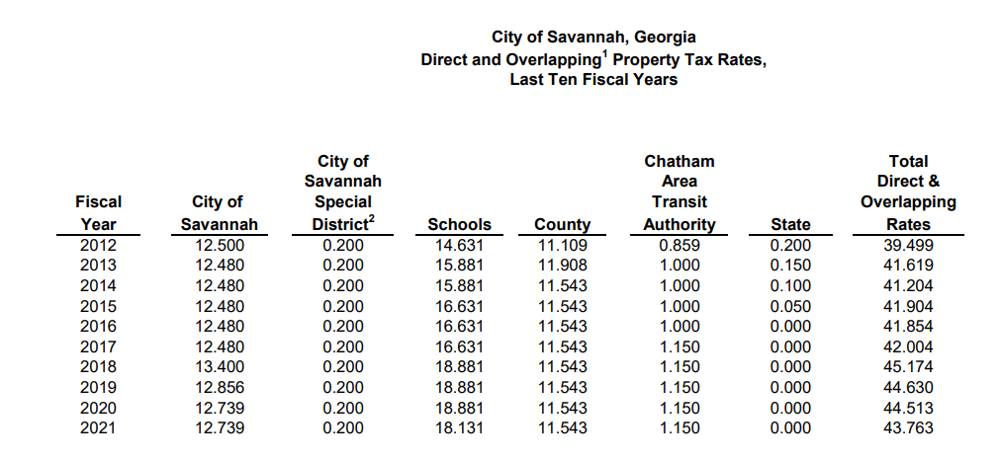 City of Savannah, Georgia
Direct and Overlapping¹ Property Tax Rates,
Last Ten Fiscal Years
City of Chatham Total
Savannah Area Direct &
Fiscal City of Special Transit Overlapping
Year Savannah District² Schools County Authority State Rates
2012 12.500 0.200 14.631 11.109 0.859 0.200 39.499
2013 12.480 0.200 15.881 11.908 1.000 0.150 41.619
2014 12.480 0.200 15.881 11.543 1.000 0.100 41.204
2015 12.480 0.200 16.631 11.543 1.000 0.050 41.904
2016 12.480 0.200 16.631 11.543 1.000 0.000 41.854
2017 12.480 0.200 16.631 11.543 1.150 0.000 42.004
2018 13.400 0.200 18.881 11.543 1.150 0.000 45.174
2019 12.856 0.200 18.881 11.543 1.150 0.000 44.630
2020 12.739 0.200 18.881 11.543 1.150 0.000 44.513
2021 12.739 0.200 18.131 11.543 1.150 0.000 43.763